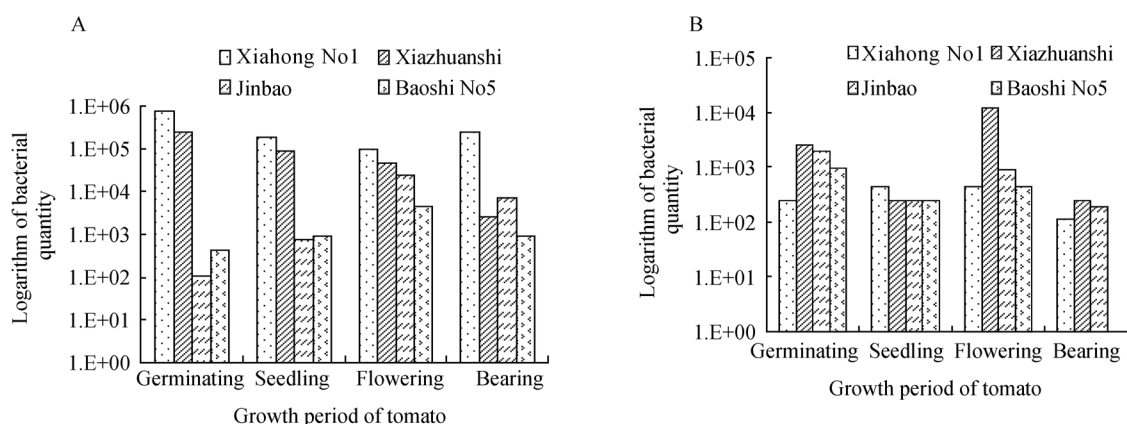 A
Xiahong No1 Xiazhuanshi
Jinbao Baoshi No5
Logarithm of bacterial
quantity
1.E+06
1.E+05
1.E+04
1.E+03
1.E+02
1.E+01
1.E+00
Germinating Seedling Flowering Bearing
Growth period of tomato
B
Xiahong No1 Xiazhuanshi
Jinbao Baoshi No5
Logarithm of bacterial
quantity
1.E+05
1.E+04
1.E+03
1.E+02
1.E+01
1.E+00
Germinating Seedling Flowering Bearing
Growth period of tomato